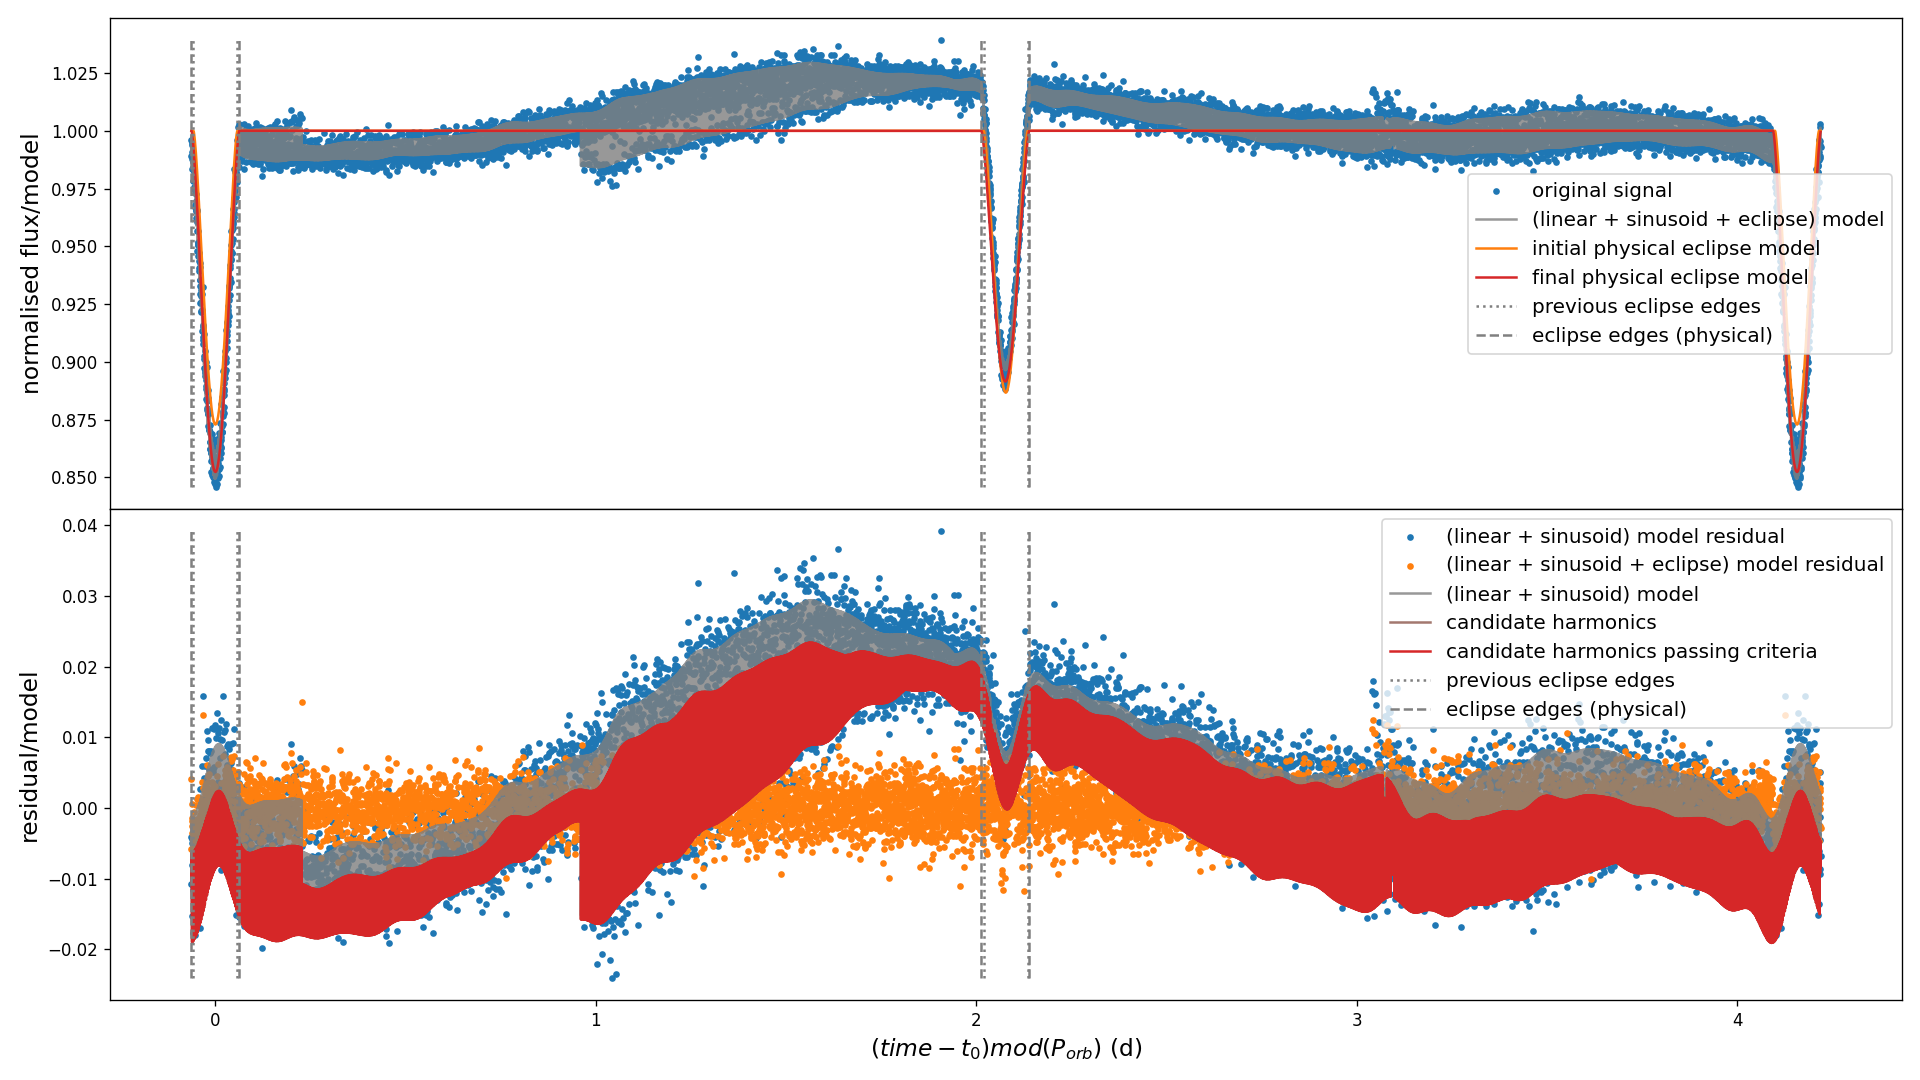 normalised flux/model
1.025
1.000
0.975
0.950
0.925
0.900
0.875
0.850
original signal
(linear + sinusoid + eclipse) model
initial physical eclipse model
final physical eclipse model
previous eclipse edges
eclipse edges (physical)
residual/model
0.04
0.03
0.02
0.01
0.00
−0.01
−0.02
(linear + sinusoid) model residual
(linear + sinusoid + eclipse) model residual
(linear + sinusoid) model
candidate harmonics
candidate harmonics passing criteria
previous eclipse edges
eclipse edges (physical)
0 1 2 3 4
(time − t₀)mod(P_orb) (d)